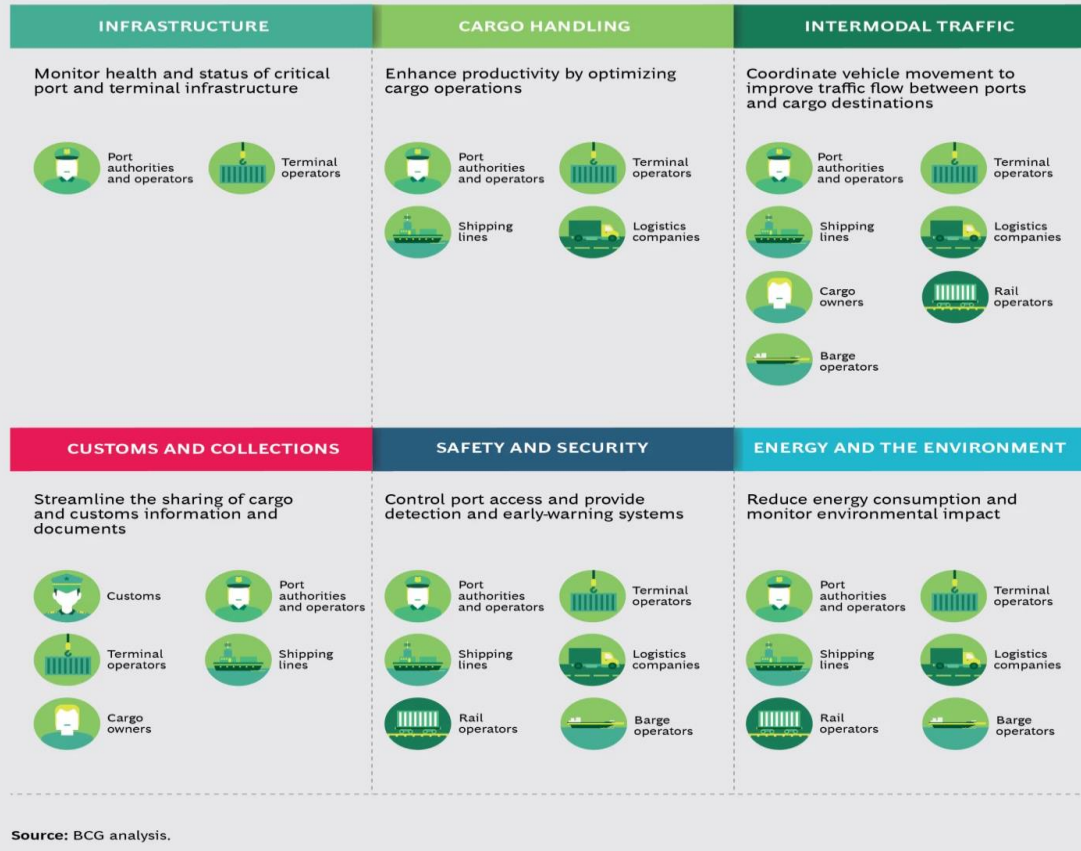 INFRASTRUCTURE
Monitor health and status of critical
port and terminal infrastructure
Port
authorities
and operators
Terminal
operators
CARGO HANDLING
Enhance productivity by optimizing
cargo operations
Port
authorities
and operators
Terminal
operators
Shipping
lines
Logistics
companies
INTERMODAL TRAFFIC
Coordinate vehicle movement to
improve traffic flow between ports
and cargo destinations
Port
authorities
and operators
Terminal
operators
Shipping
lines
Logistics
companies
Cargo
owners
Rail
operators
Barge
operators
CUSTOMS AND COLLECTIONS
Streamline the sharing of cargo
and customs information and
documents
Customs
Port
authorities
and operators
Terminal
operators
Shipping
lines
Cargo
owners
SAFETY AND SECURITY
Control port access and provide
detection and early-warning systems
Port
authorities
and operators
Terminal
operators
Shipping
lines
Logistics
companies
Rail
operators
Barge
operators
ENERGY AND THE ENVIRONMENT
Reduce energy consumption and
monitor environmental impact
Port
authorities
and operators
Terminal
operators
Shipping
lines
Logistics
companies
Rail
operators
Barge
operators
Source: BCG analysis.